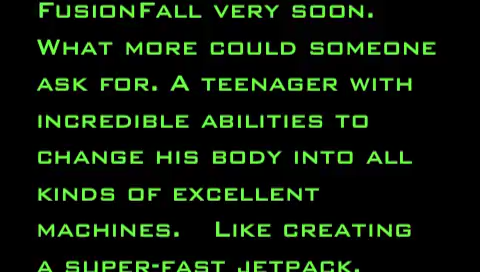 FusionFall very soon.
What more could someone
ask for. A teenager with
incredible abilities to
change his body into all
kinds of excellent
machines.   Like creating
a super-fast jetpack.